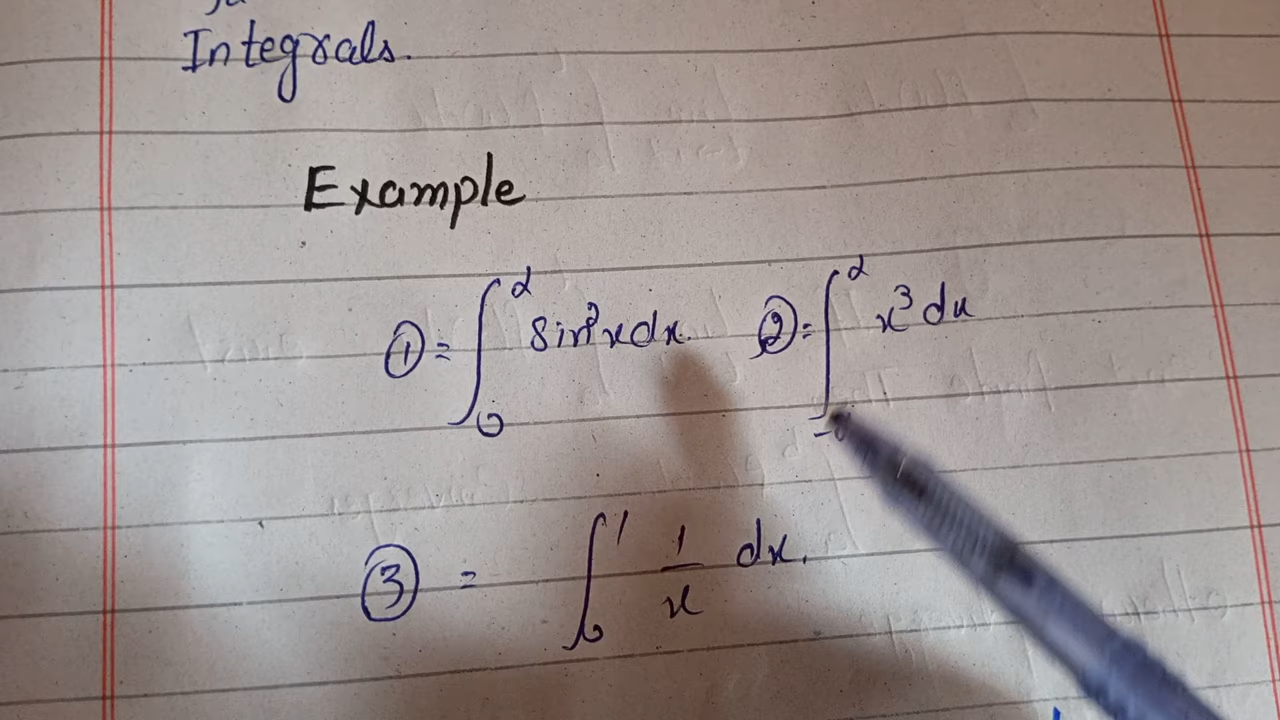 Integrals.
Example
① = ∫₀^α Sin²x dx. ② = ∫₋α^α x³ dx
③ = ∫₀¹ 1/x dx.